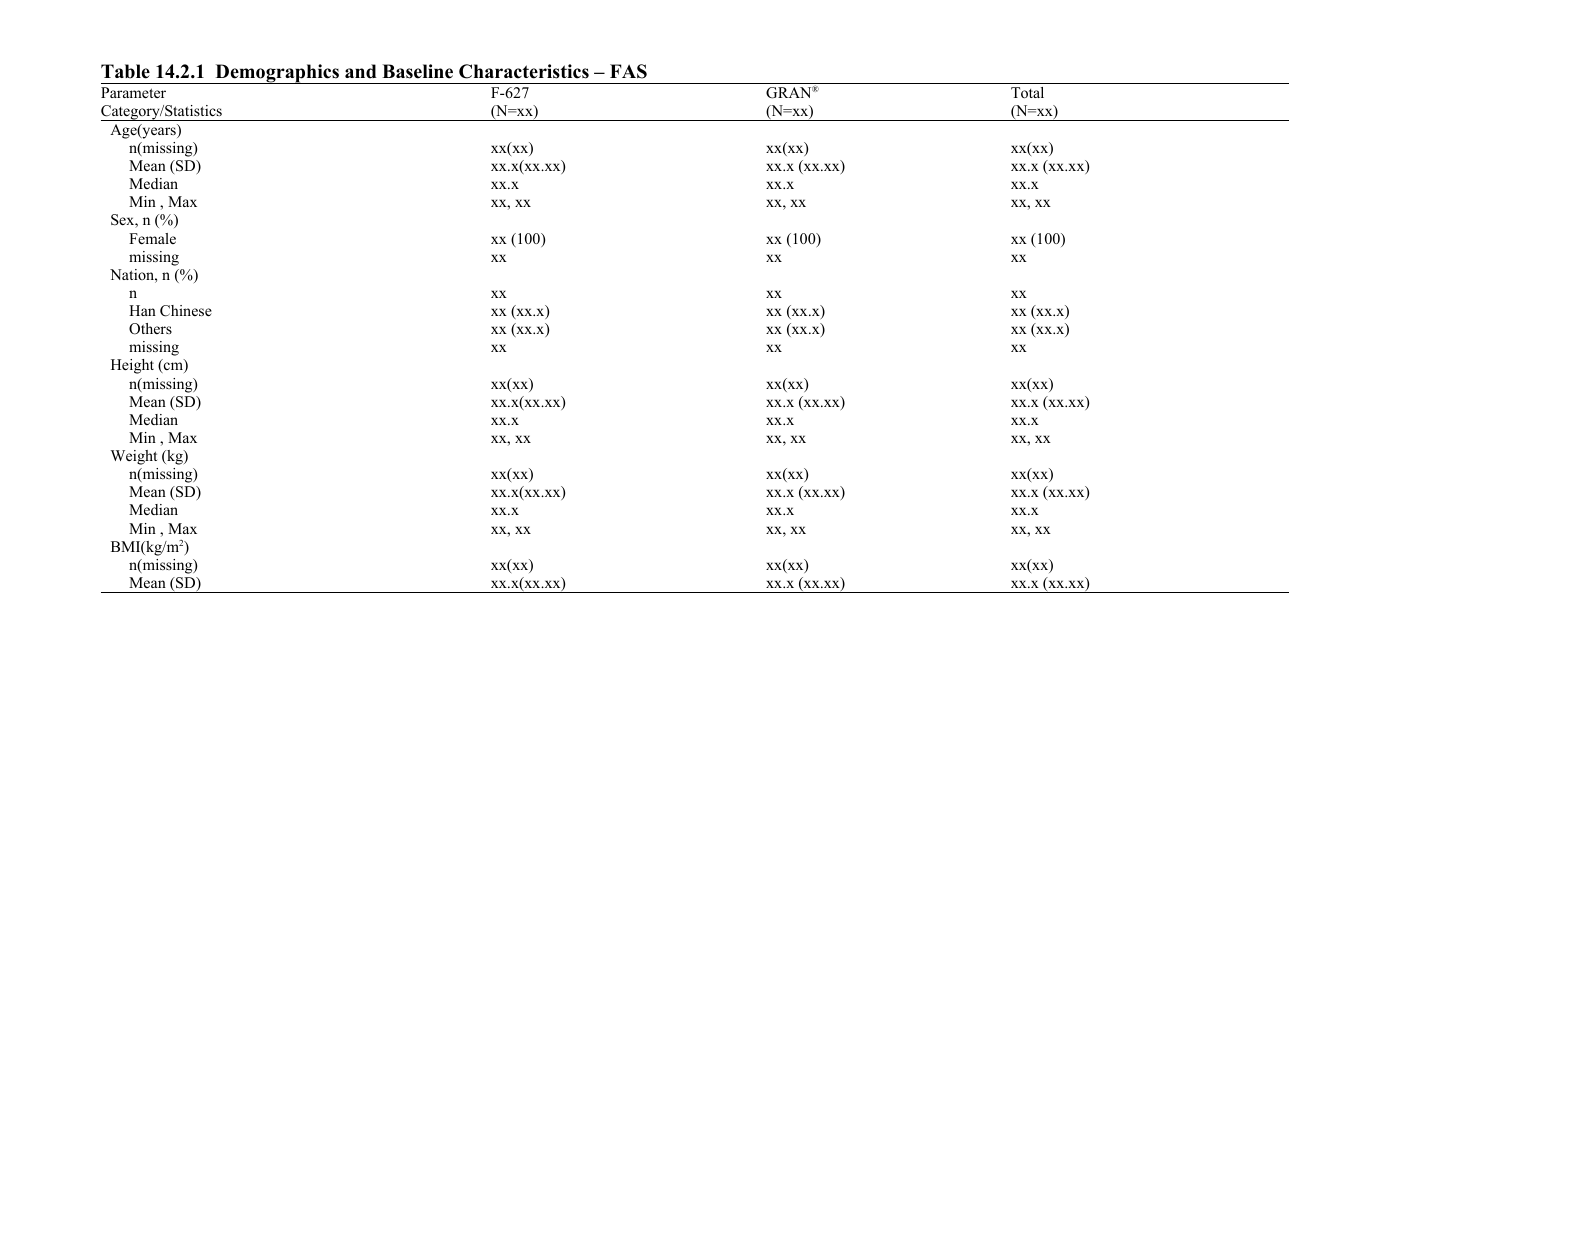 Table 14.2.1  Demographics and Baseline Characteristics – FAS
Parameter F-627 GRAN® Total
Category/Statistics (N=xx) (N=xx) (N=xx)
Age(years)
n(missing) xx(xx) xx(xx) xx(xx)
Mean (SD) xx.x(xx.xx) xx.x (xx.xx) xx.x (xx.xx)
Median xx.x xx.x xx.x
Min , Max xx, xx xx, xx xx, xx
Sex, n (%)
Female xx (100) xx (100) xx (100)
missing xx xx xx
Nation, n (%)
n xx xx xx
Han Chinese xx (xx.x) xx (xx.x) xx (xx.x)
Others xx (xx.x) xx (xx.x) xx (xx.x)
missing xx xx xx
Height (cm)
n(missing) xx(xx) xx(xx) xx(xx)
Mean (SD) xx.x(xx.xx) xx.x (xx.xx) xx.x (xx.xx)
Median xx.x xx.x xx.x
Min , Max xx, xx xx, xx xx, xx
Weight (kg)
n(missing) xx(xx) xx(xx) xx(xx)
Mean (SD) xx.x(xx.xx) xx.x (xx.xx) xx.x (xx.xx)
Median xx.x xx.x xx.x
Min , Max xx, xx xx, xx xx, xx
BMI(kg/m²)
n(missing) xx(xx) xx(xx) xx(xx)
Mean (SD) xx.x(xx.xx) xx.x (xx.xx) xx.x (xx.xx)